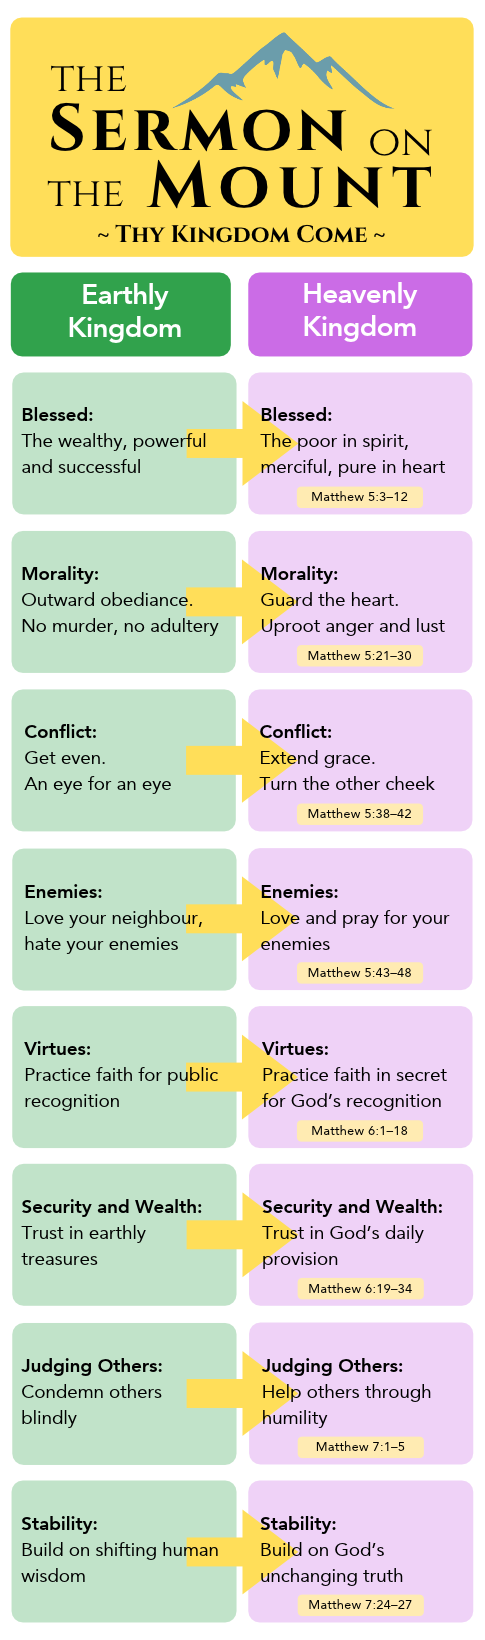 THE
SERMON ON
THE MOUNT
~ THY KINGDOM COME ~
Earthly
Kingdom
Heavenly
Kingdom
Blessed:
The wealthy, powerful
and successful
Blessed:
The poor in spirit,
merciful, pure in heart
Matthew 5:3–12
Morality:
Outward obediance.
No murder, no adultery
Morality:
Guard the heart.
Uproot anger and lust
Matthew 5:21–30
Conflict:
Get even.
An eye for an eye
Conflict:
Extend grace.
Turn the other cheek
Matthew 5:38–42
Enemies:
Love your neighbour,
hate your enemies
Enemies:
Love and pray for your
enemies
Matthew 5:43–48
Virtues:
Practice faith for public
recognition
Virtues:
Practice faith in secret
for God's recognition
Matthew 6:1–18
Security and Wealth:
Trust in earthly
treasures
Security and Wealth:
Trust in God's daily
provision
Matthew 6:19–34
Judging Others:
Condemn others
blindly
Judging Others:
Help others through
humility
Matthew 7:1–5
Stability:
Build on shifting human
wisdom
Stability:
Build on God's
unchanging truth
Matthew 7:24–27